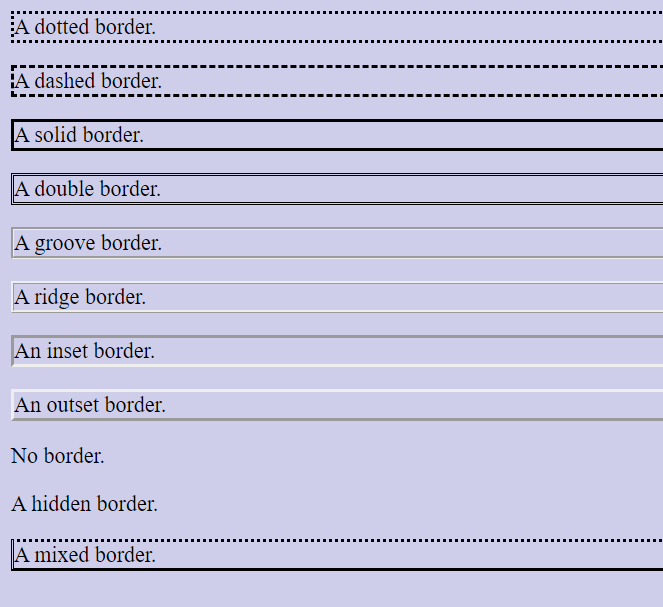 A dotted border.
A dashed border.
A solid border.
A double border.
A groove border.
A ridge border.
An inset border.
An outset border.
No border.
A hidden border.
A mixed border.